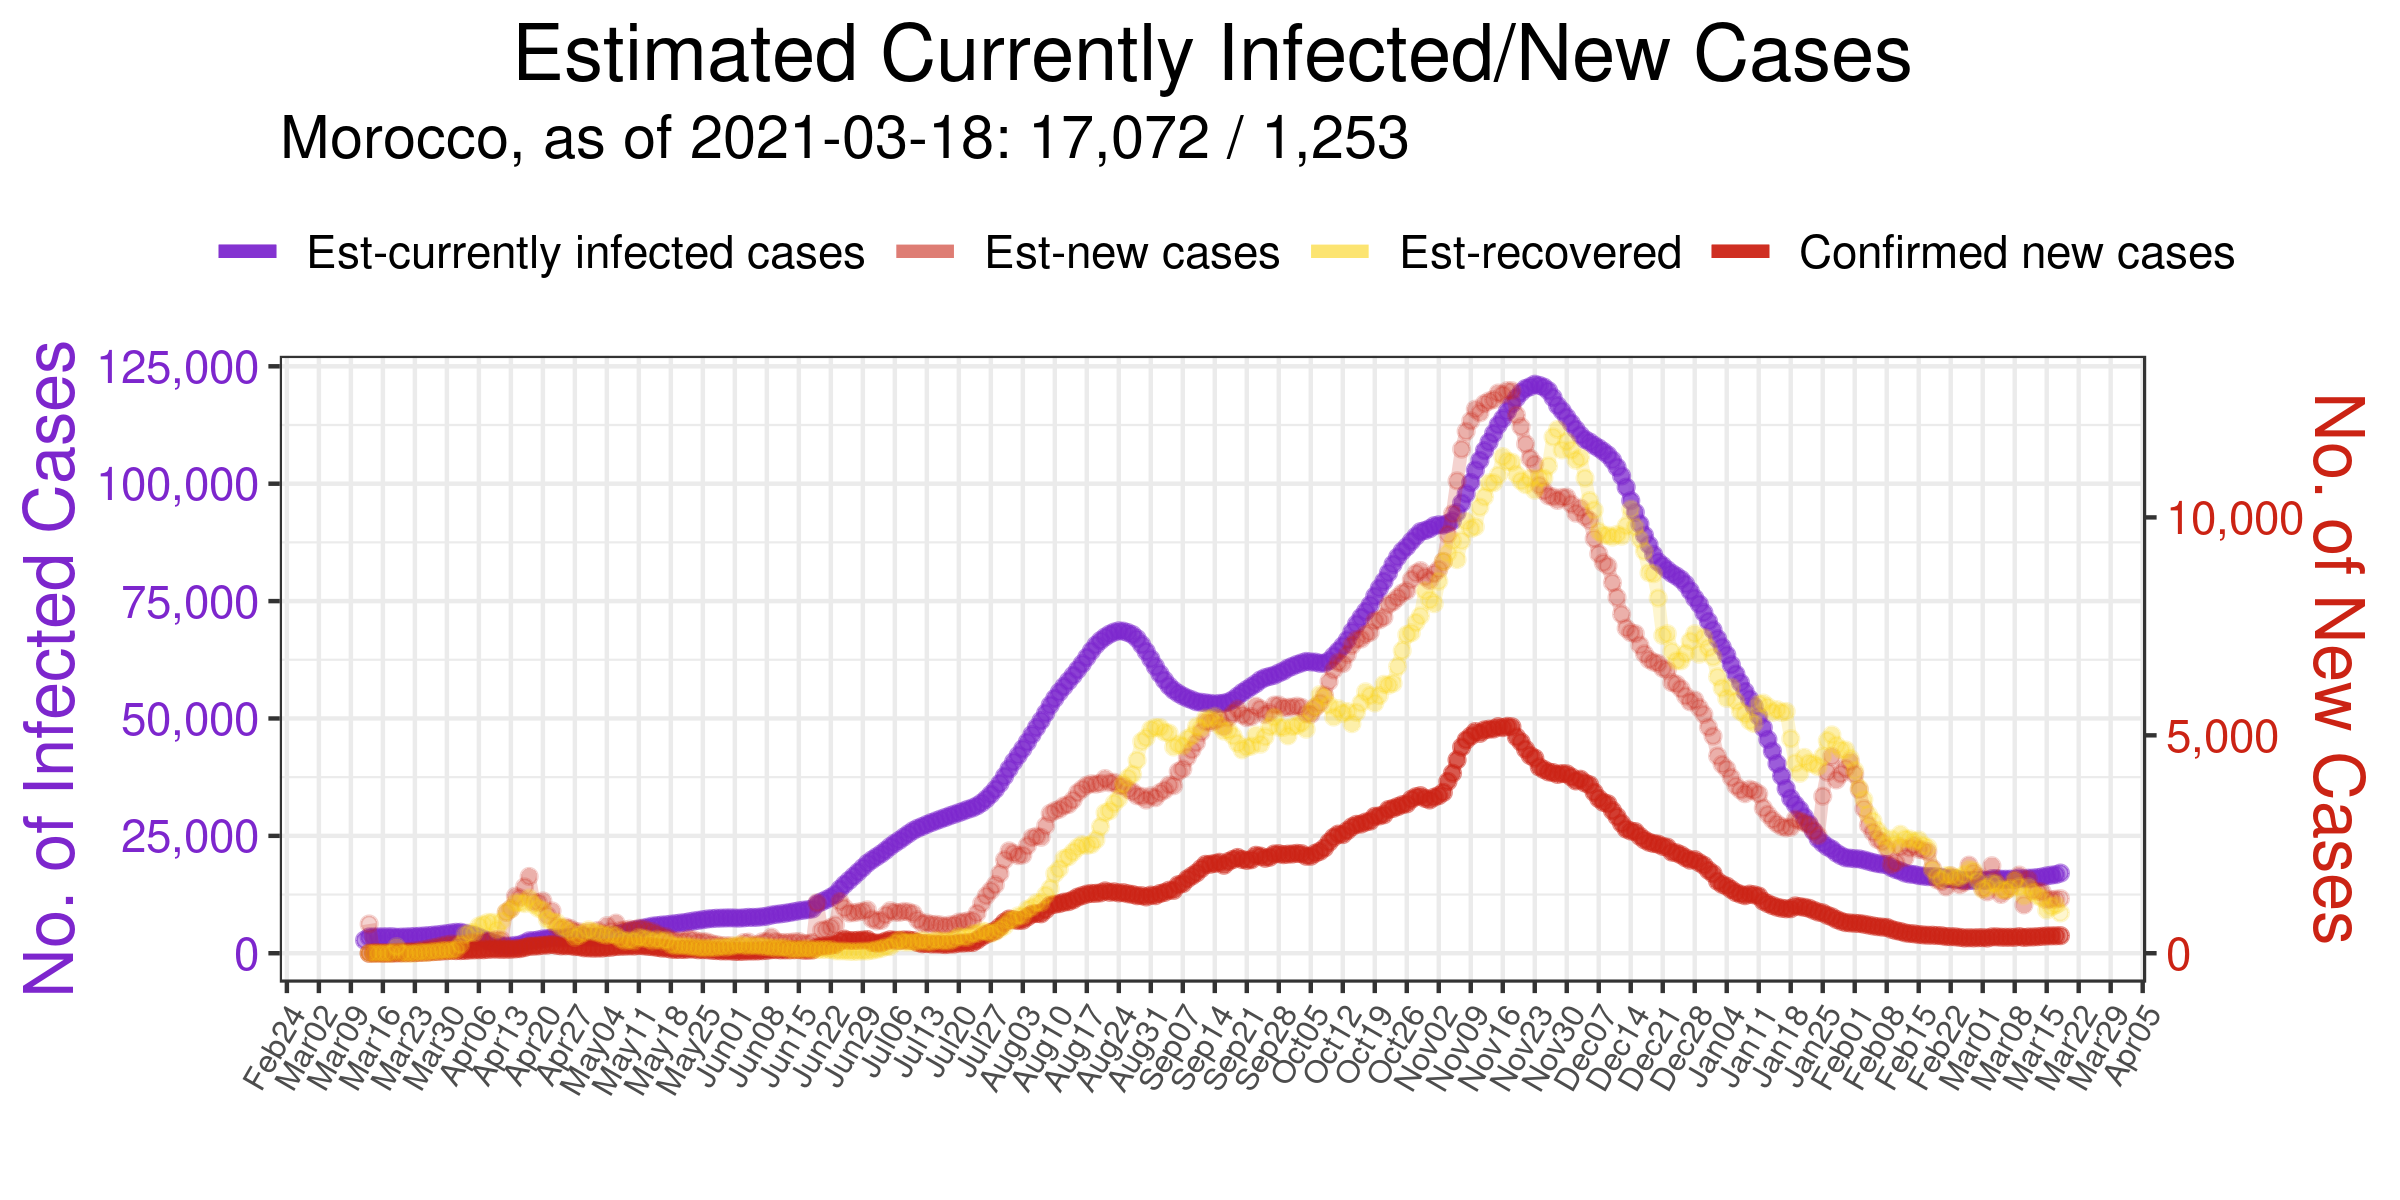 Estimated Currently Infected/New Cases
Morocco, as of 2021-03-18: 17,072 / 1,253
Est-currently infected cases Est-new cases Est-recovered Confirmed new cases
No. of Infected Cases
125,000
100,000
75,000
50,000
25,000
0
10,000
5,000
0
No. of New Cases
Feb24 Mar02 Mar09 Mar16 Mar23 Mar30 Apr06 Apr13 Apr20 Apr27 May04 May11 May18 May25 Jun01 Jun08 Jun15 Jun22 Jun29 Jul06 Jul13 Jul20 Jul27 Aug03 Aug10 Aug17 Aug24 Aug31 Sep07 Sep14 Sep21 Sep28 Oct05 Oct12 Oct19 Oct26 Nov02 Nov09 Nov16 Nov23 Nov30 Dec07 Dec14 Dec21 Dec28 Jan04 Jan11 Jan18 Jan25 Feb01 Feb08 Feb15 Feb22 Mar01 Mar08 Mar15 Mar22 Mar29 Apr05